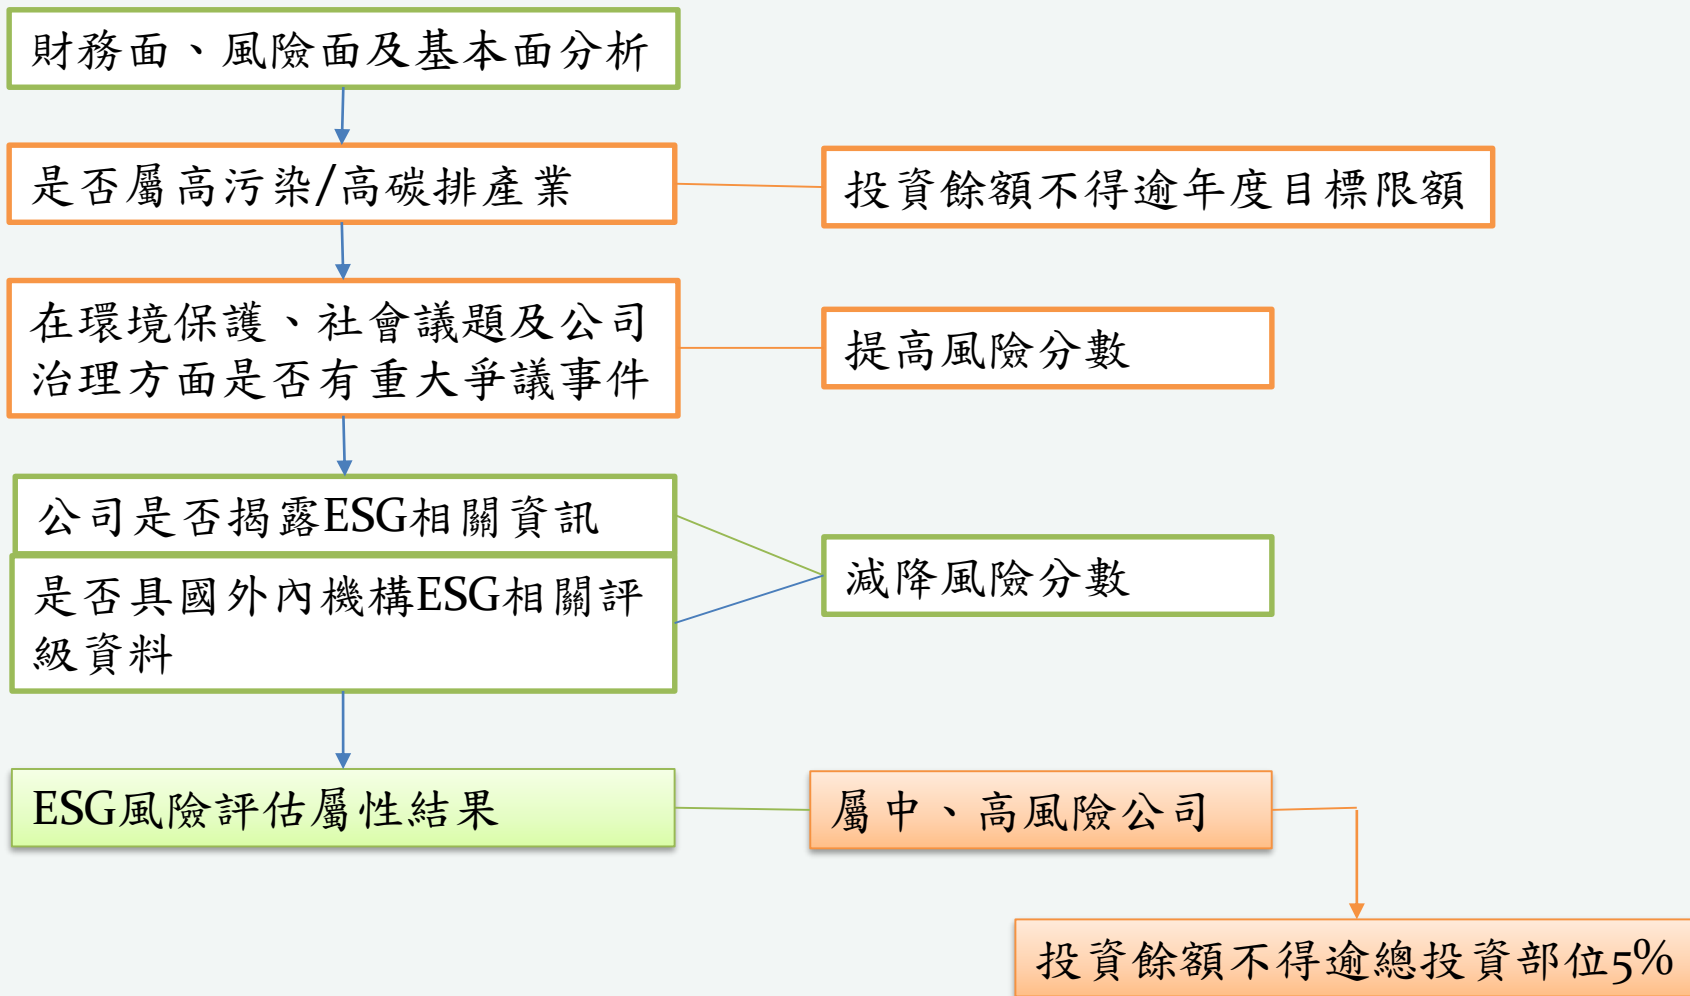 財務面、風險面及基本面分析
是否屬高污染/高碳排產業
投資餘額不得逾年度目標限額
在環境保護、社會議題及公司
治理方面是否有重大爭議事件
提高風險分數
公司是否揭露ESG相關資訊
是否具國外內機構ESG相關評
級資料
減降風險分數
ESG風險評估屬性結果
屬中、高風險公司
投資餘額不得逾總投資部位5%